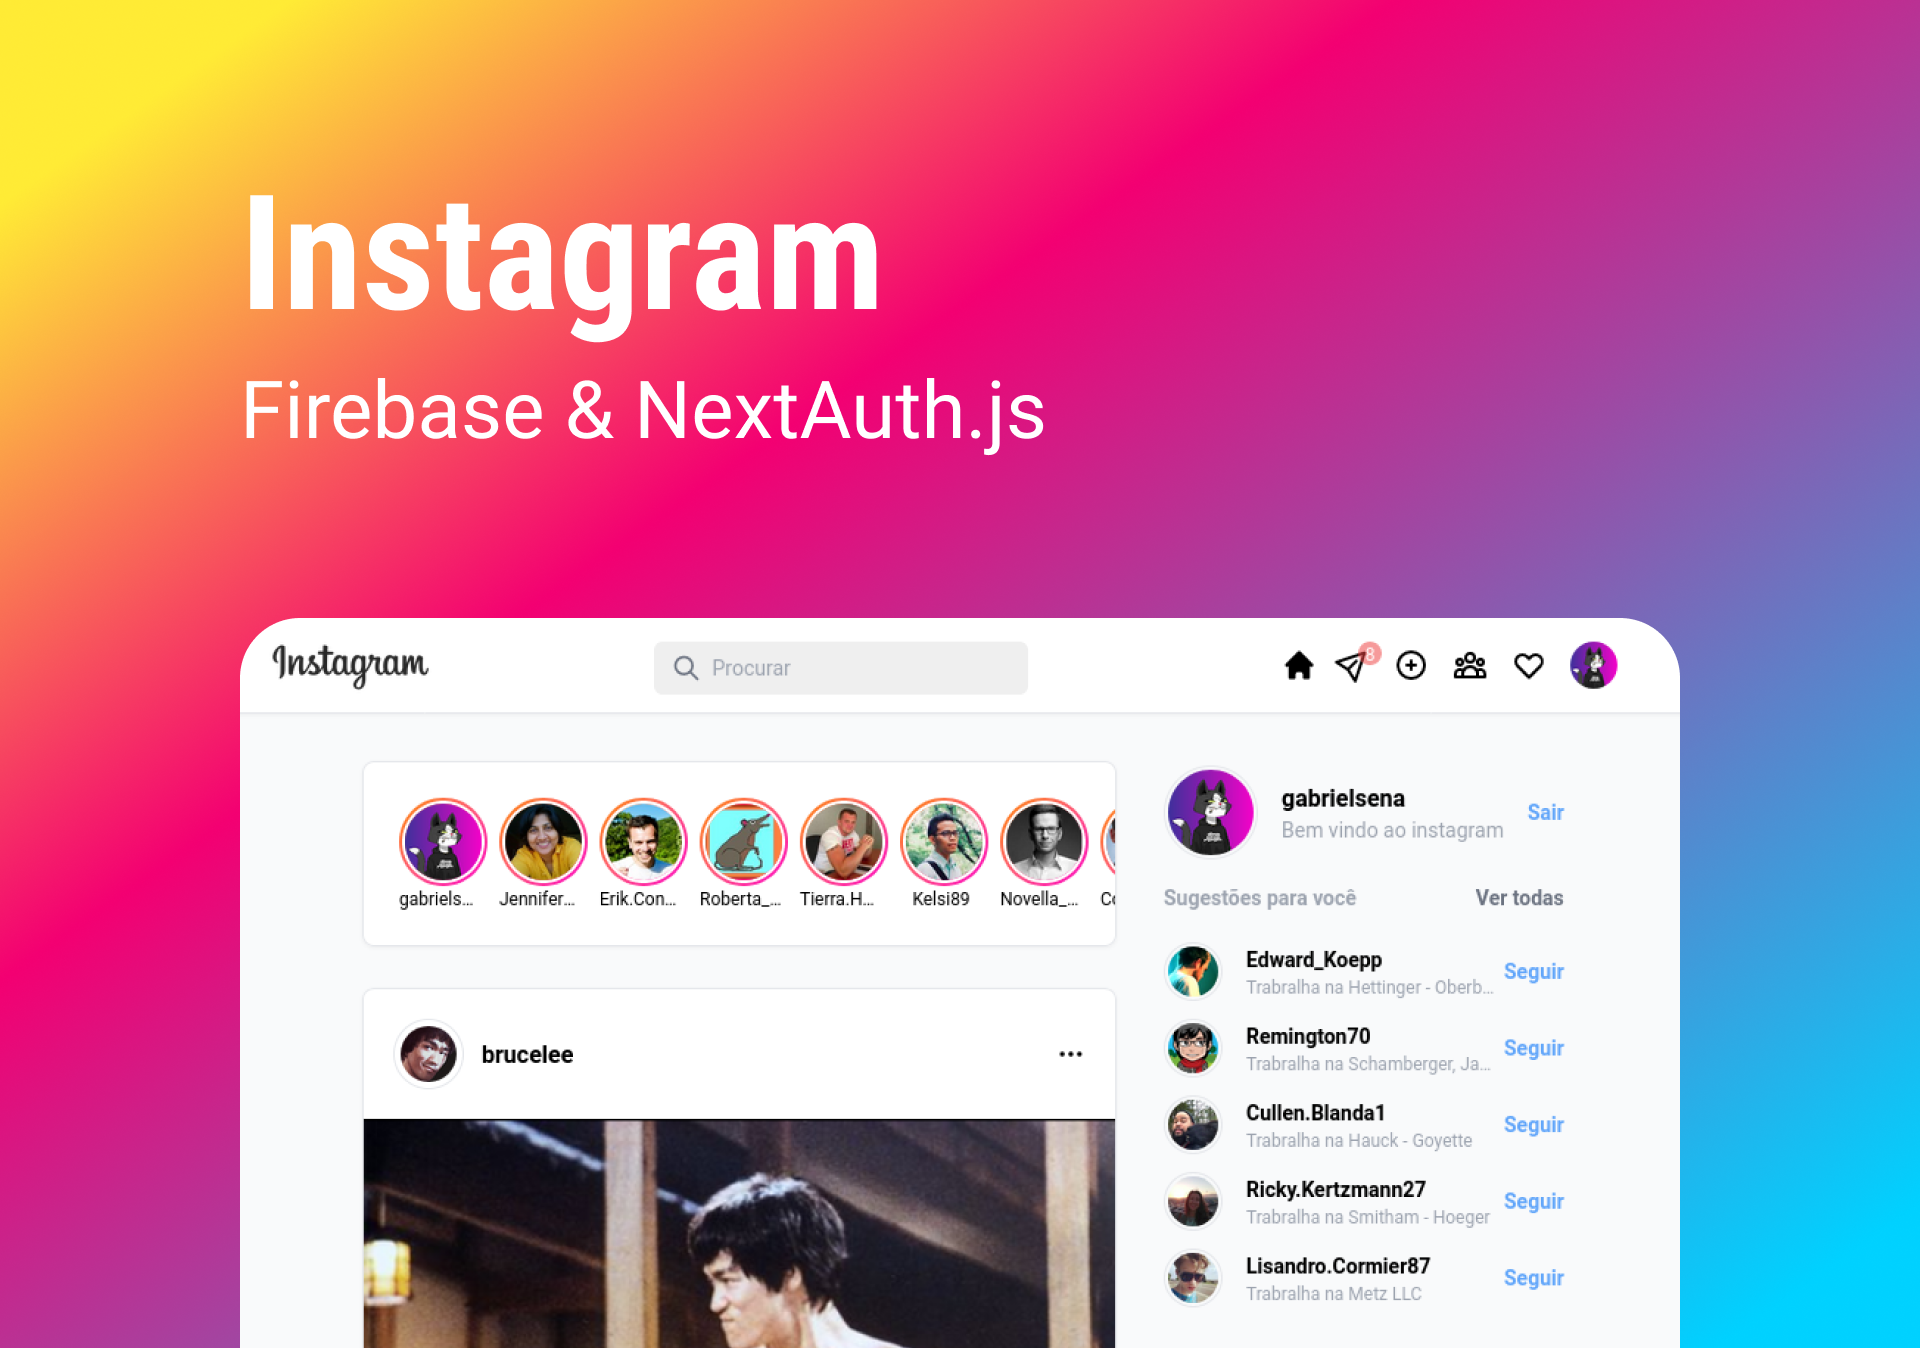 Instagram
Firebase & NextAuth.js
Instagram
Procurar
8
gabriels...
Jennifer...
Erik.Con...
Roberta_...
Tierra.H...
Kelsi89
Novella_...
Co
brucelee
gabrielsena
Bem vindo ao instagram
Sair
Sugestões para você
Ver todas
Edward_Koepp
Trabralha na Hettinger - Oberb...
Seguir
Remington70
Trabralha na Schamberger, Ja...
Seguir
Cullen.Blanda1
Trabralha na Hauck - Goyette
Seguir
Ricky.Kertzmann27
Trabralha na Smitham - Hoeger
Seguir
Lisandro.Cormier87
Trabralha na Metz LLC
Seguir